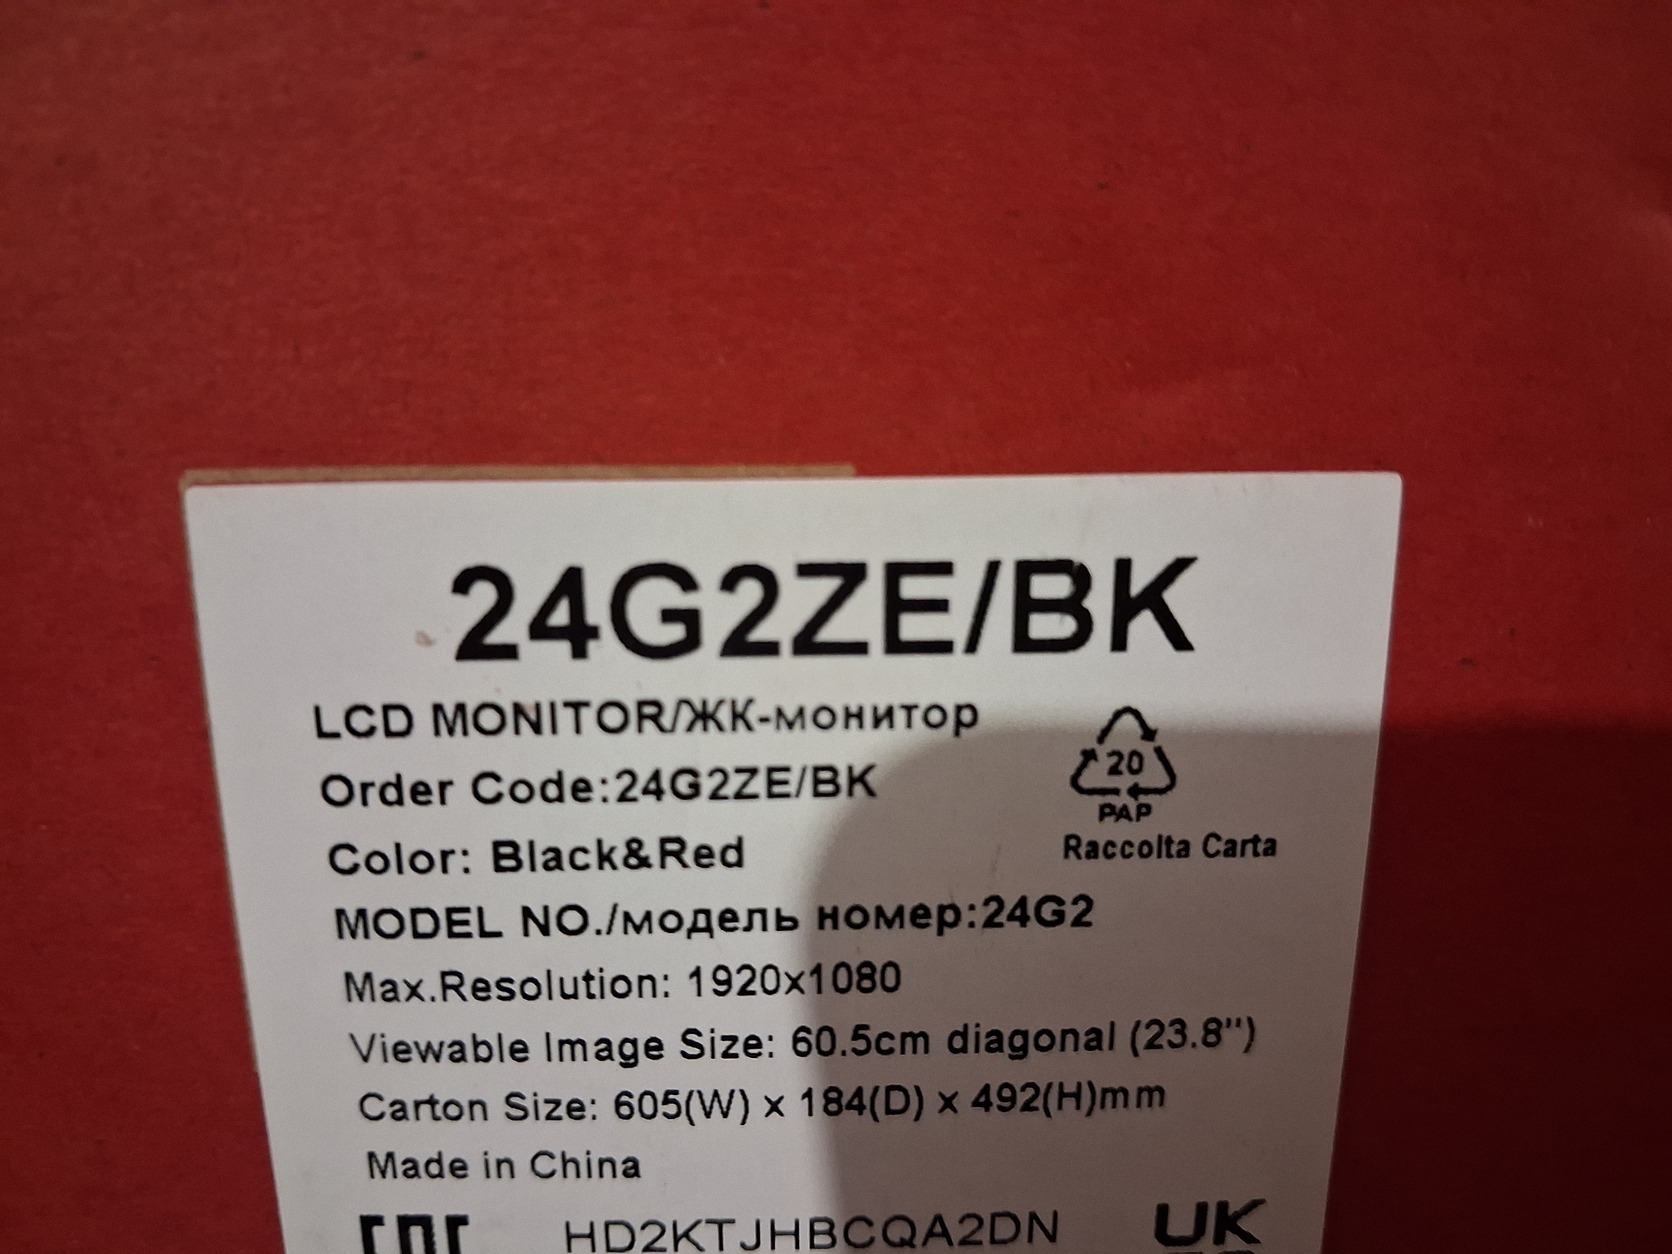 24G2ZE/BK
LCD MONITOR/ЖК-монитор
Order Code:24G2ZE/BK
20
PAP
Raccolta Carta
Color: Black&Red
MODEL NO./модель номер:24G2
Max.Resolution: 1920x1080
Viewable Image Size: 60.5cm diagonal (23.8")
Carton Size: 605(W) x 184(D) x 492(H)mm
Made in China
HD2KTJHBCQA2DN
UK